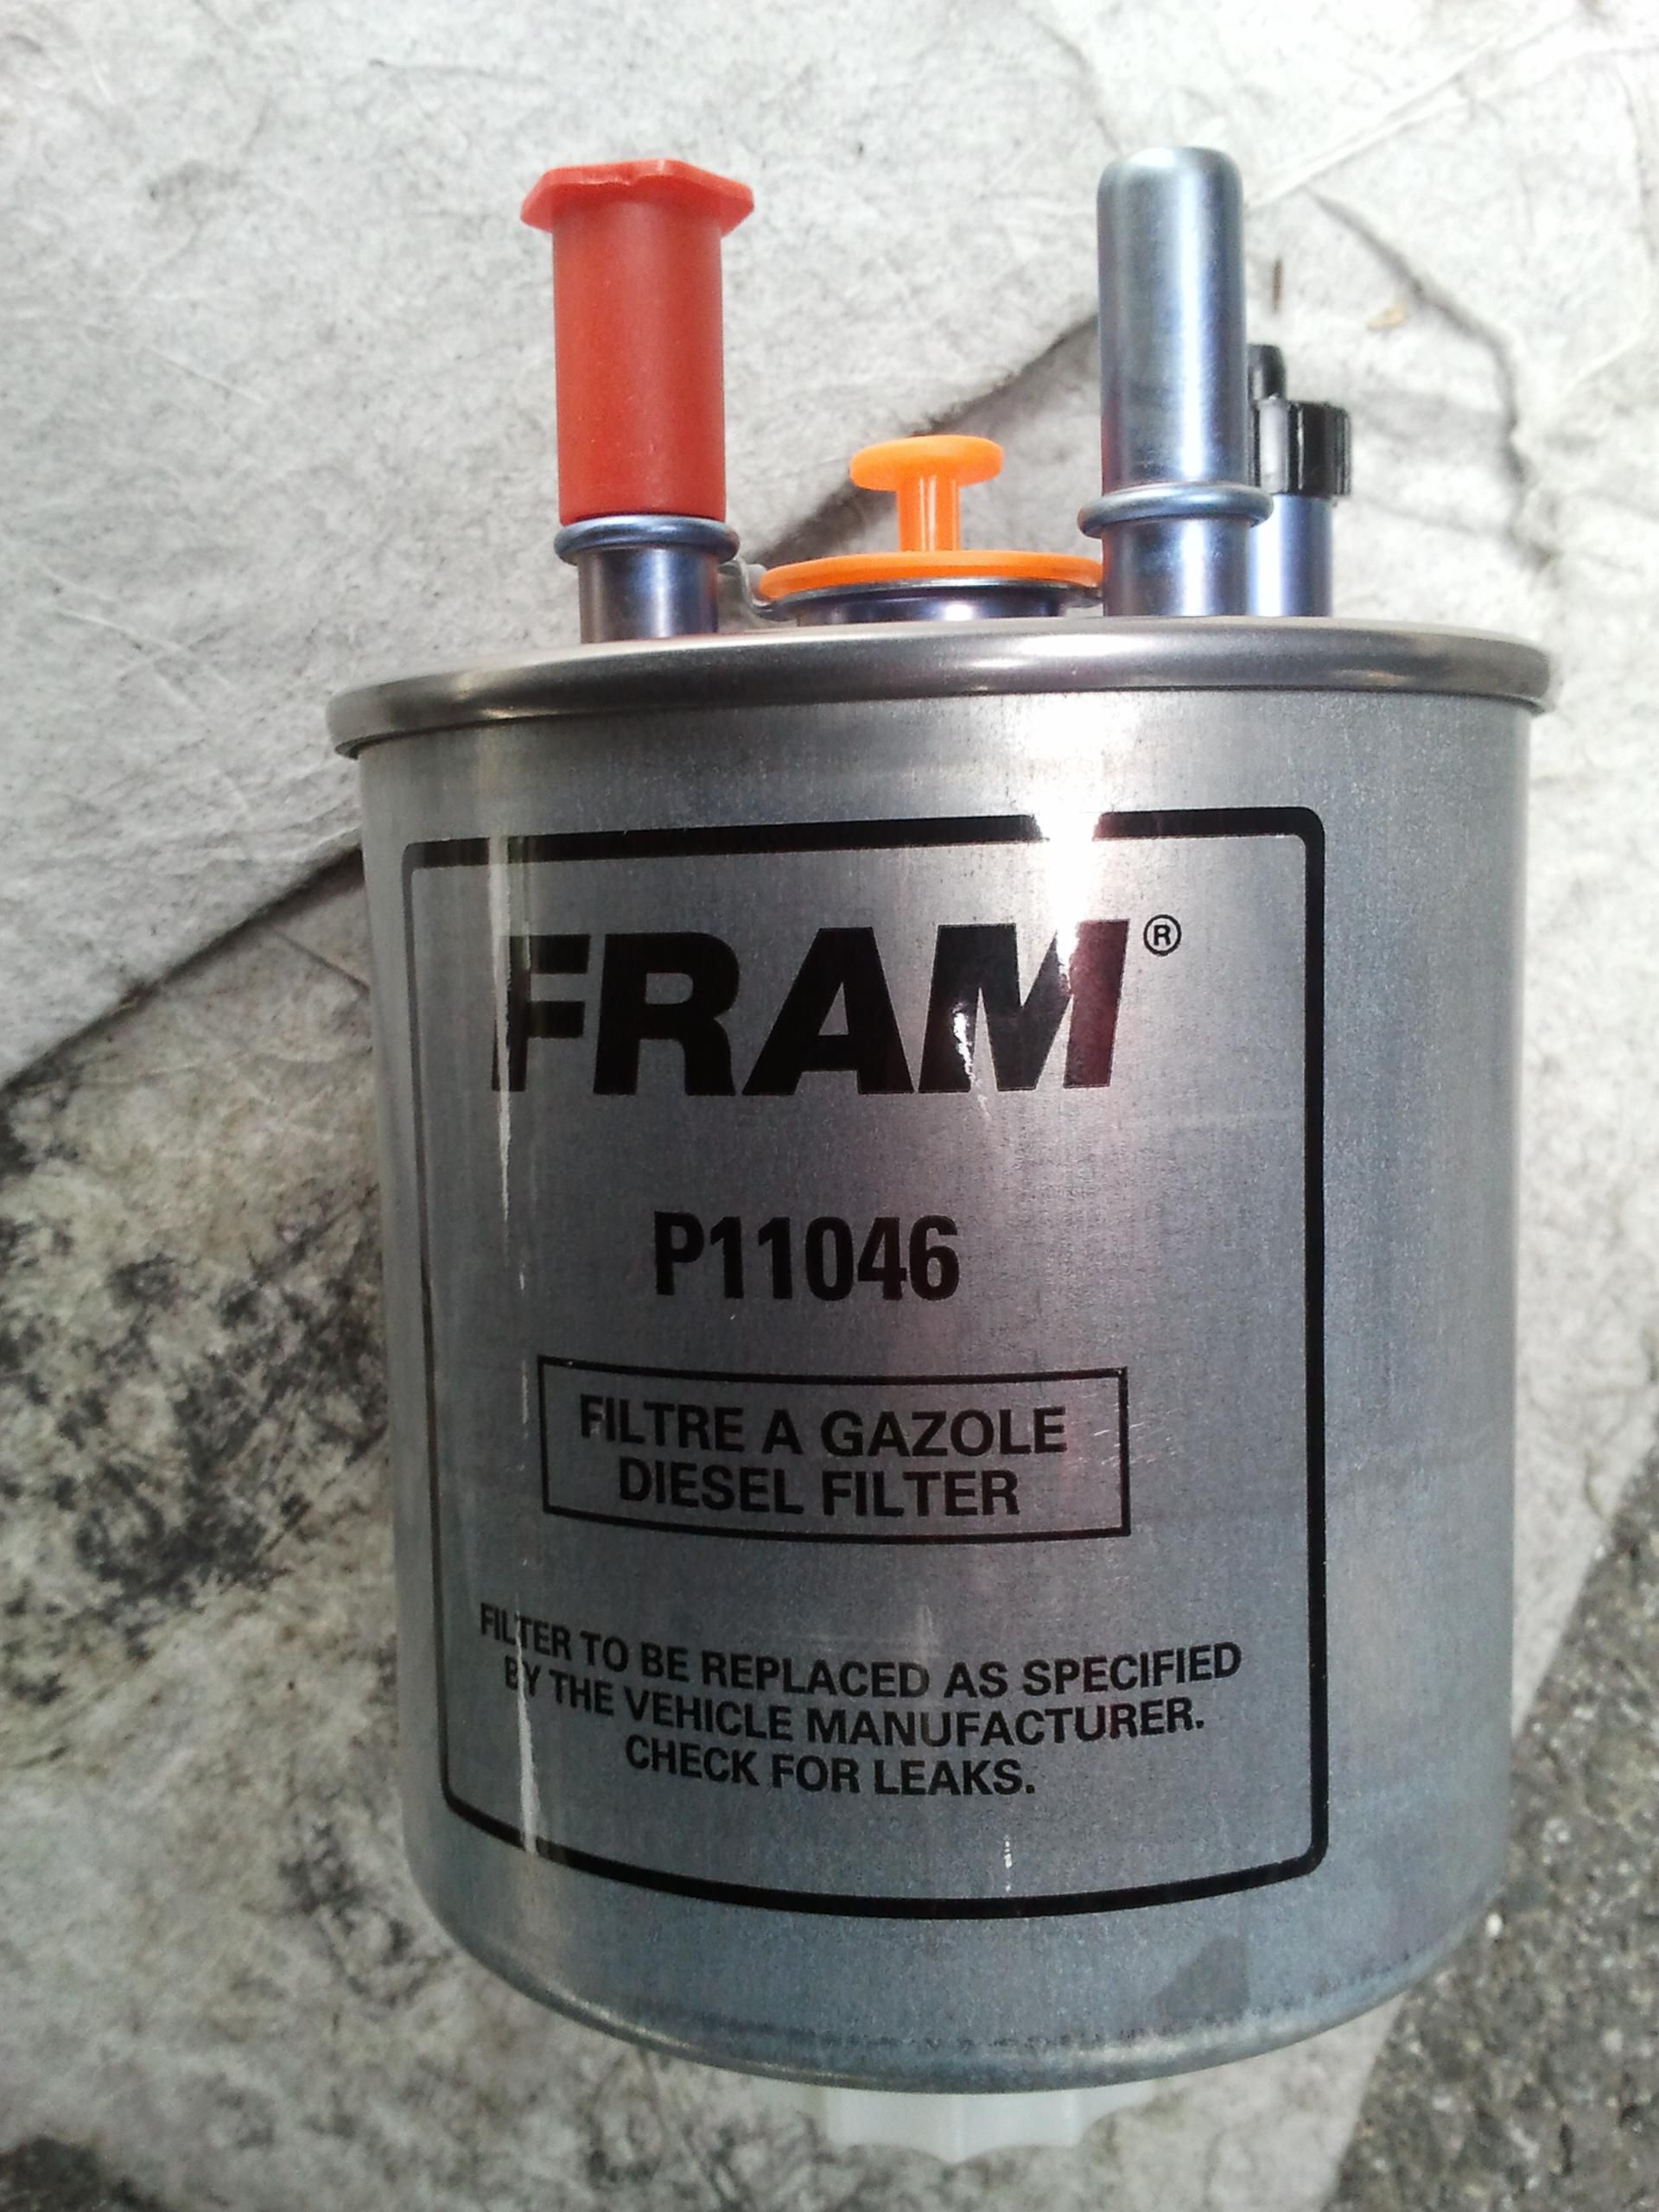 FRAM®
P11046
FILTRE A GAZOLE
DIESEL FILTER
FILTER TO BE REPLACED AS SPECIFIED
BY THE VEHICLE MANUFACTURER.
CHECK FOR LEAKS.